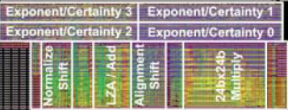 Exponent/Certainty 3
Exponent/Certainty 1
Exponent/Certainty 2
Exponent/Certainty 0
Normalize
Shift
LZA / Add
Alignment
Shift
24bx24b
Multiply